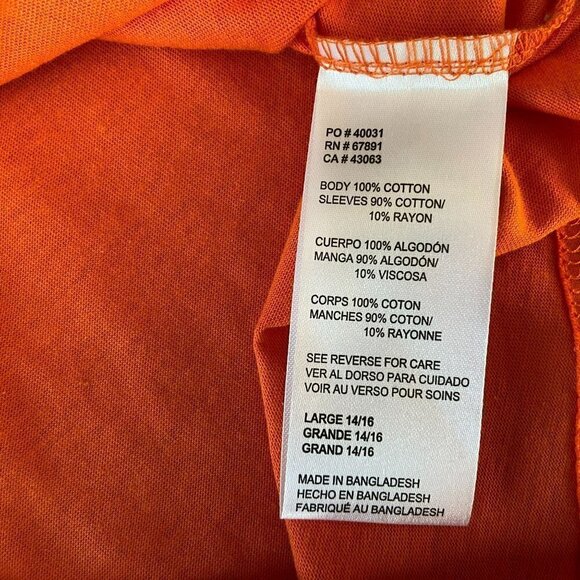 PO # 40031
RN # 67891
CA # 43063
BODY 100% COTTON
SLEEVES 90% COTTON/
10% RAYON
CUERPO 100% ALGODÓN
MANGA 90% ALGODÓN/
10% VISCOSA
CORPS 100% COTON
MANCHES 90% COTON/
10% RAYONNE
SEE REVERSE FOR CARE
VER AL DORSO PARA CUIDADO
VOIR AU VERSO POUR SOINS
LARGE 14/16
GRANDE 14/16
GRAND 14/16
MADE IN BANGLADESH
HECHO EN BANGLADESH
FABRIQUÉ AU BANGLADESH